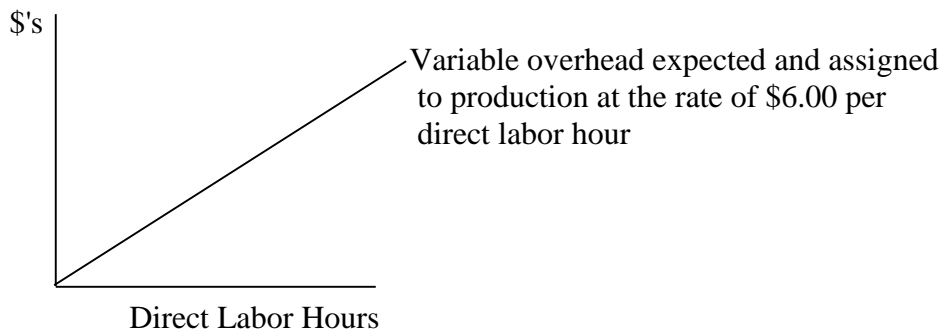 $'s
Variable overhead expected and assigned
to production at the rate of $6.00 per
direct labor hour
Direct Labor Hours